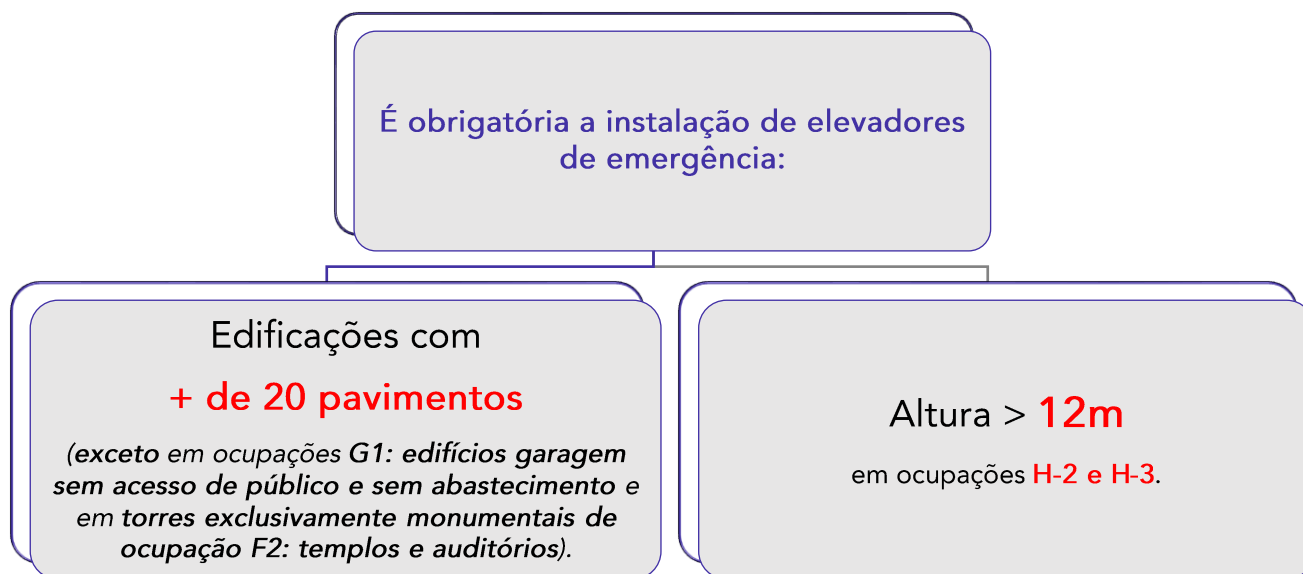 É obrigatória a instalação de elevadores
de emergência:
Edificações com
+ de 20 pavimentos
(exceto em ocupações G1: edifícios garagem
sem acesso de público e sem abastecimento e
em torres exclusivamente monumentais de
ocupação F2: templos e auditórios).
Altura > 12m
em ocupações H-2 e H-3.